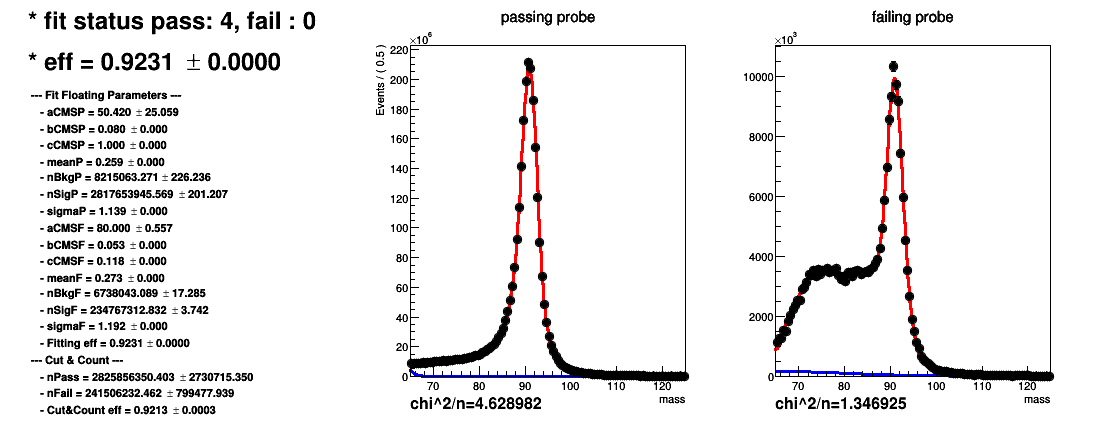 * fit status pass: 4, fail : 0
* eff = 0.9231 ± 0.0000
--- Fit Floating Parameters ---
- aCMSP = 50.420 ± 25.059
- bCMSP = 0.080 ± 0.000
- cCMSP = 1.000 ± 0.000
- meanP = 0.259 ± 0.000
- nBkgP = 8215063.271 ± 226.236
- nSigP = 2817653945.569 ± 201.207
- sigmaP = 1.139 ± 0.000
- aCMSF = 80.000 ± 0.557
- bCMSF = 0.053 ± 0.000
- cCMSF = 0.118 ± 0.000
- meanF = 0.273 ± 0.000
- nBkgF = 6738043.089 ± 17.285
- nSigF = 234767312.832 ± 3.742
- sigmaF = 1.192 ± 0.000
- Fitting eff = 0.9231 ± 0.0000
--- Cut & Count ---
- nPass = 2825856350.403 ± 2730715.350
- nFail = 241506232.462 ± 799477.939
- Cut&Count eff = 0.9213 ± 0.0003
passing probe
×10^6
Events / ( 0.5 )
220
200
180
160
140
120
100
80
60
40
20
0
70 80 90 100 110 120
mass
chi^2/n=4.628982
failing probe
×10^3
10000
8000
6000
4000
2000
0
70 80 90 100 110 120
mass
chi^2/n=1.346925